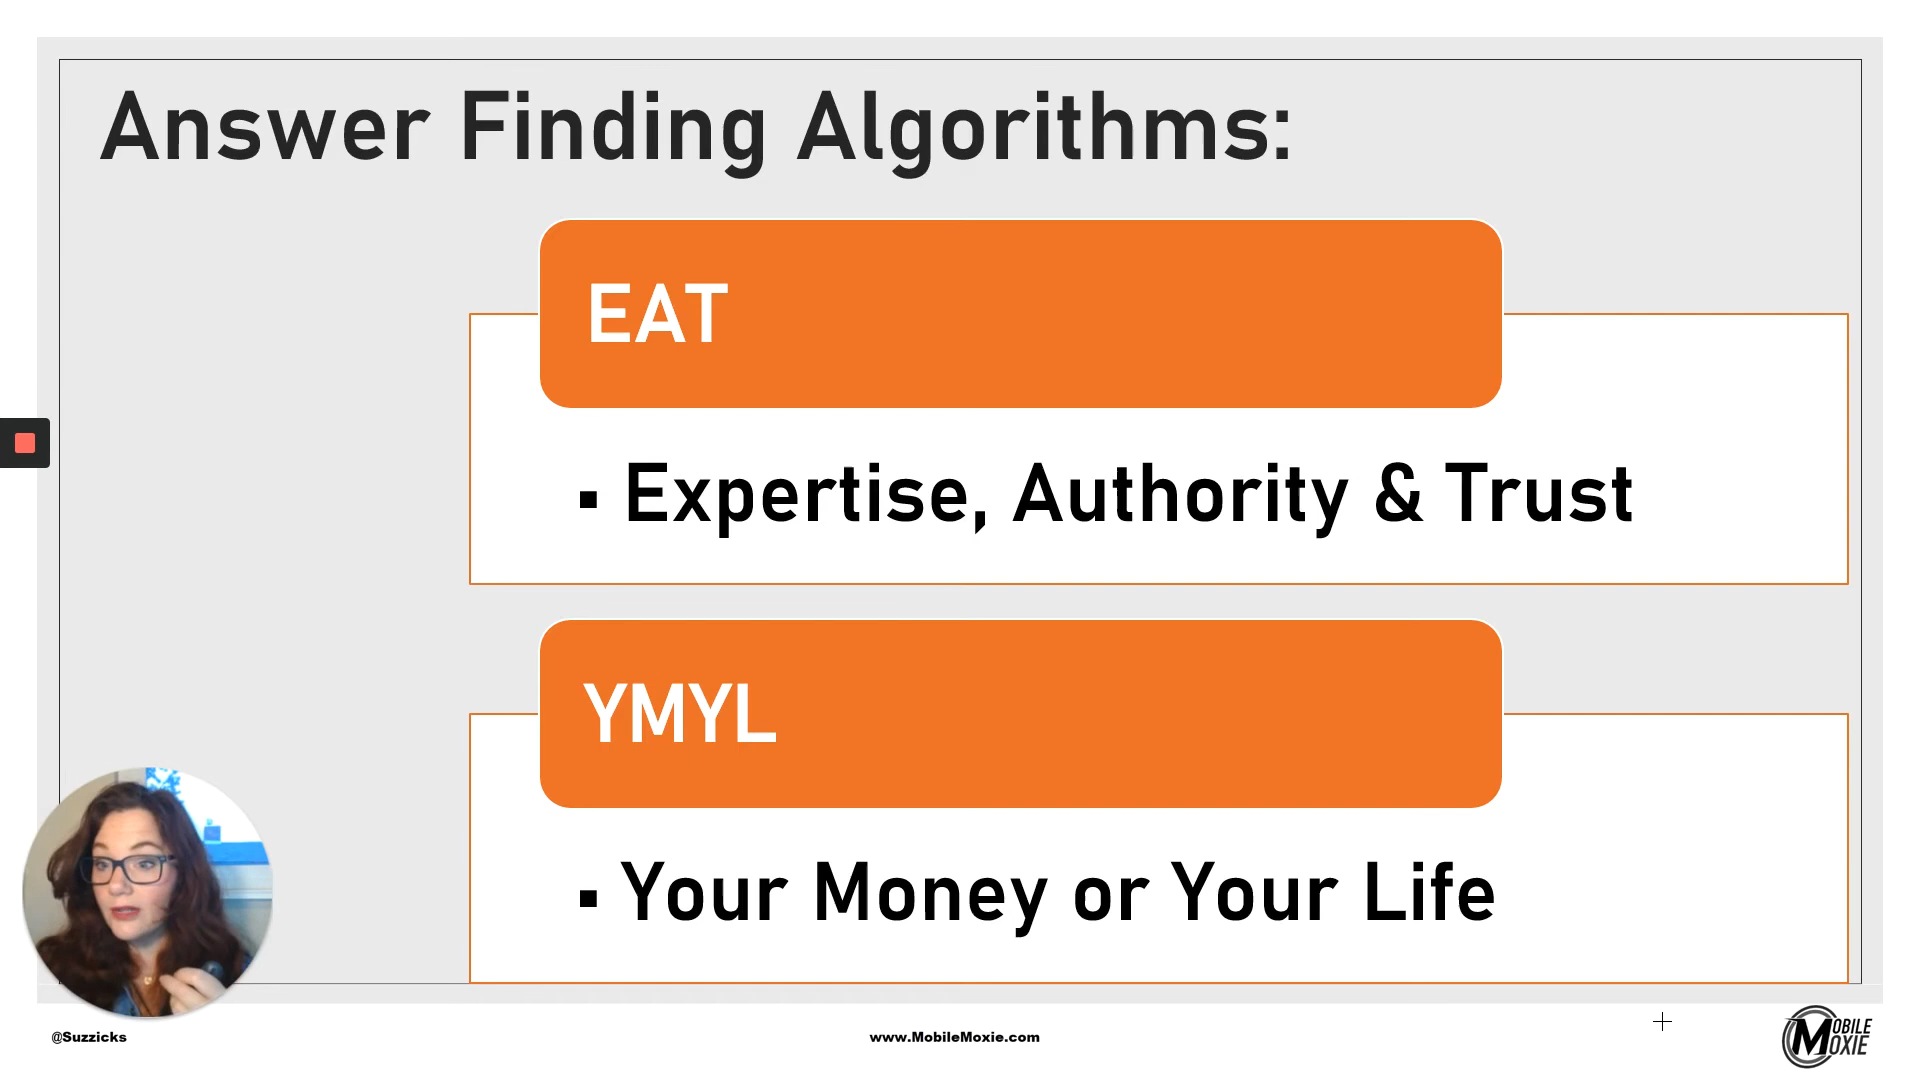 Answer Finding Algorithms:
EAT
▪ Expertise, Authority & Trust
YMYL
▪ Your Money or Your Life
@Suzzicks
www.MobileMoxie.com
MOBILE
MOXIE